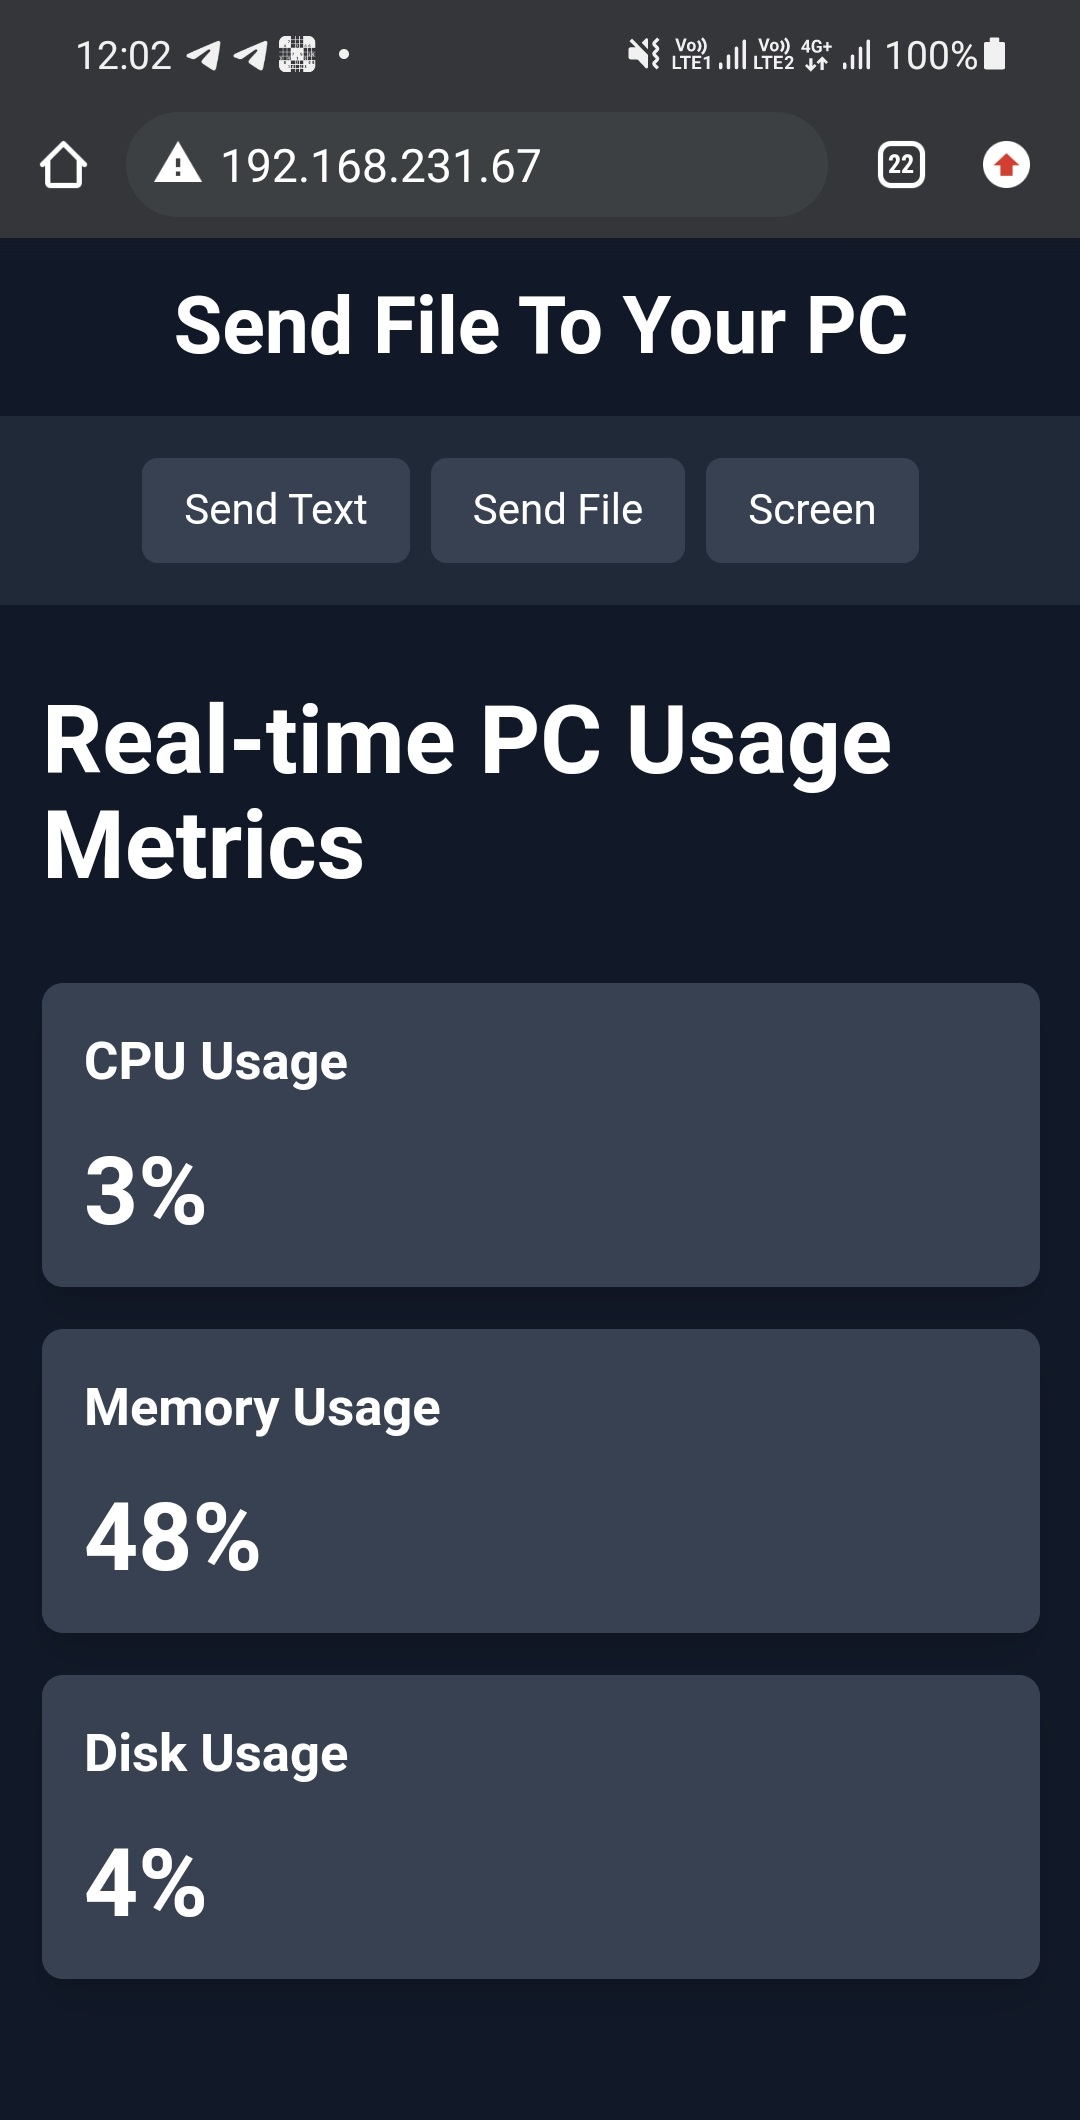 12:02
Vo)) LTE1 Vo)) LTE2 4G+ 100%
192.168.231.67
22
Send File To Your PC
Send Text Send File Screen
Real-time PC Usage
Metrics
CPU Usage
3%
Memory Usage
48%
Disk Usage
4%